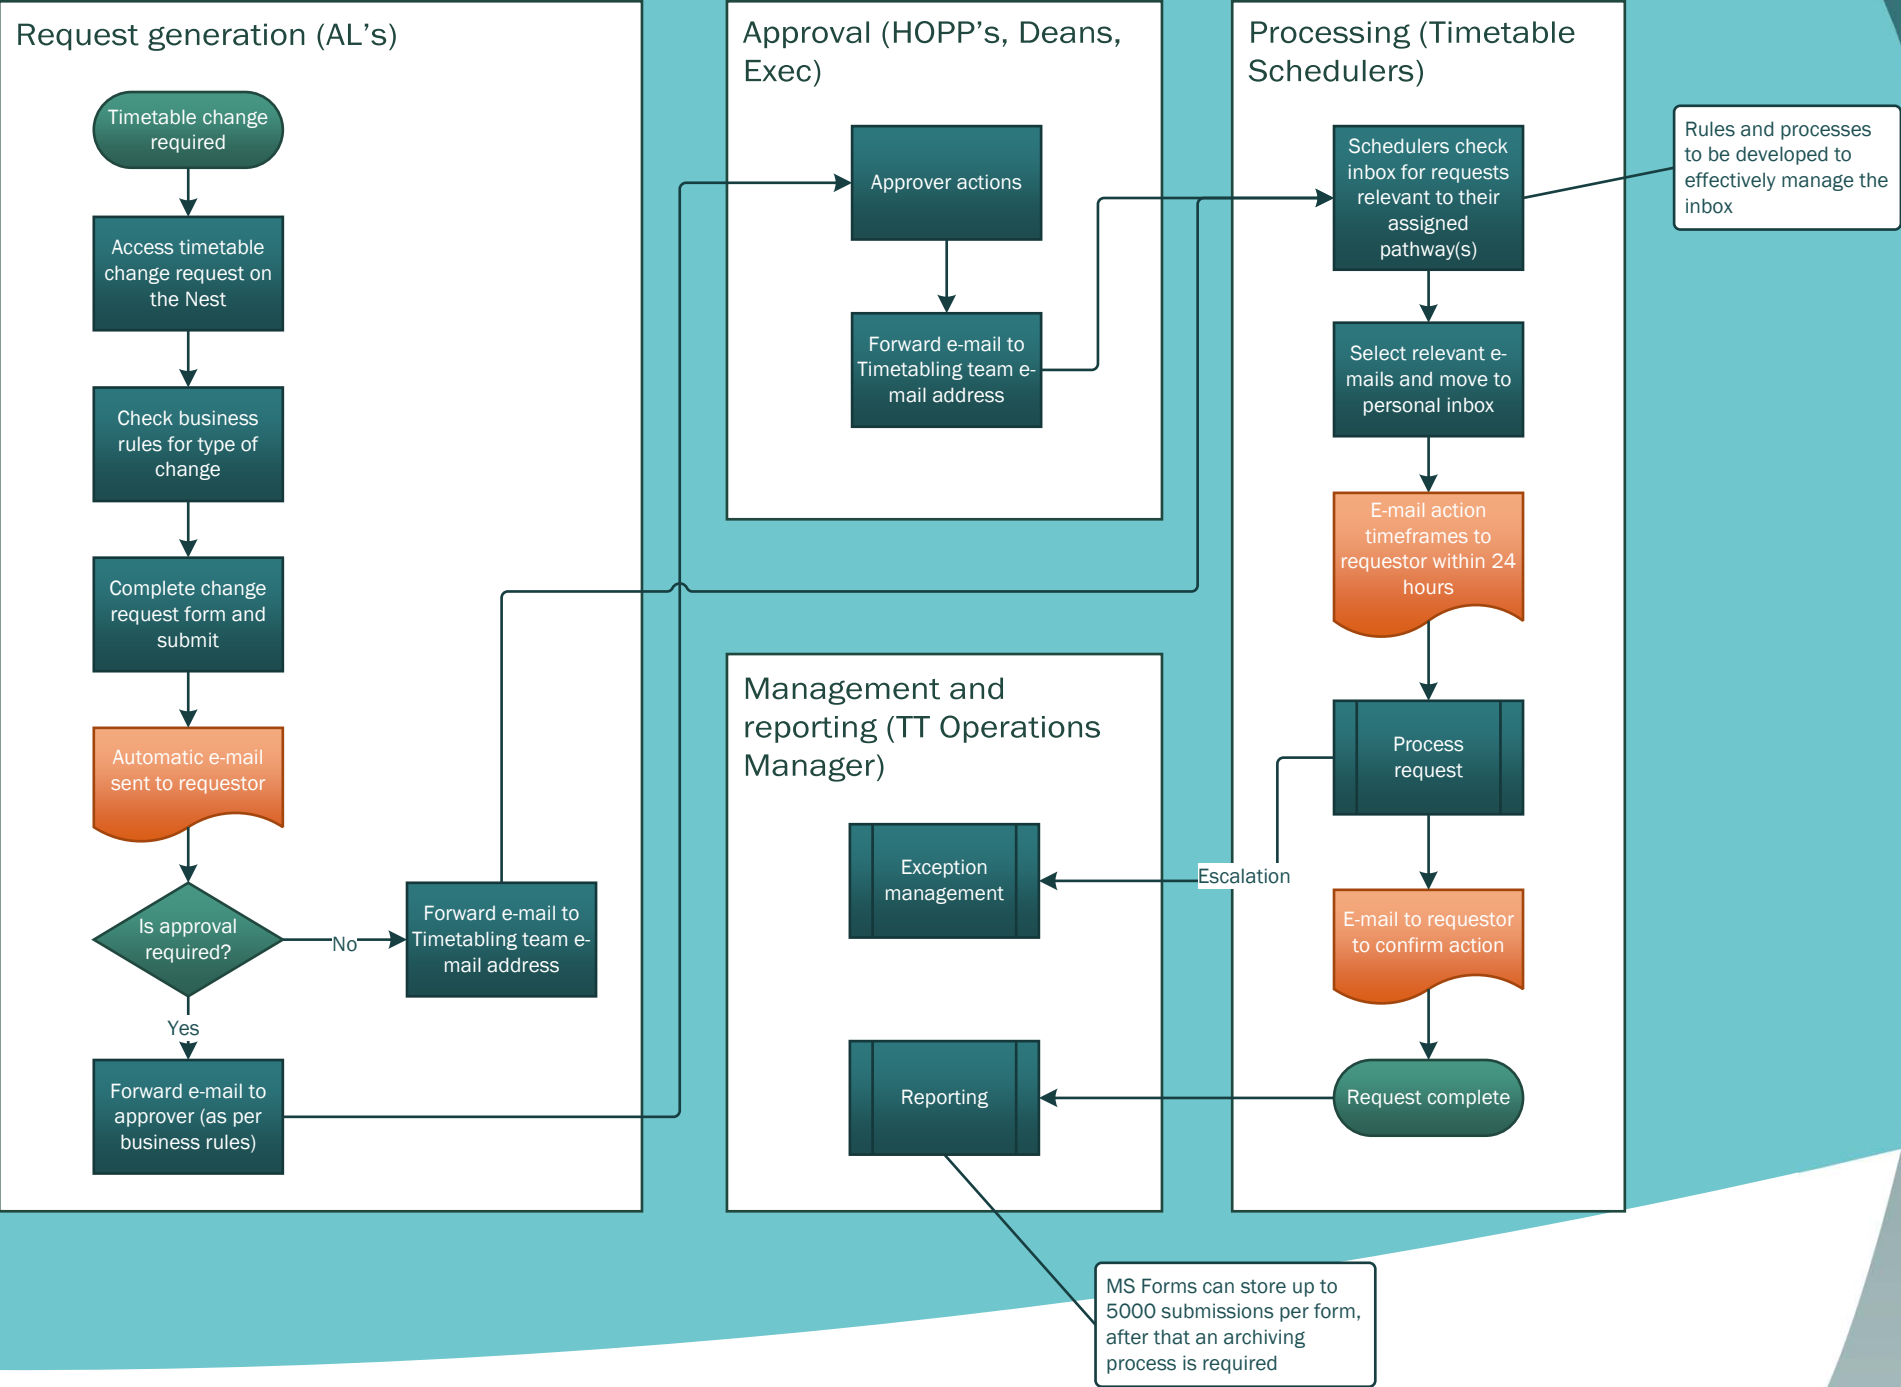 Request generation (AL's)
Timetable change
required
Access timetable
change request on
the Nest
Check business
rules for type of
change
Complete change
request form and
submit
Automatic e-mail
sent to requestor
Is approval
required?
No
Forward e-mail to
Timetabling team e-
mail address
Yes
Forward e-mail to
approver (as per
business rules)
Approval (HOPP's, Deans,
Exec)
Approver actions
Forward e-mail to
Timetabling team e-
mail address
Management and
reporting (TT Operations
Manager)
Exception
management
Reporting
MS Forms can store up to
5000 submissions per form,
after that an archiving
process is required
Processing (Timetable
Schedulers)
Schedulers check
inbox for requests
relevant to their
assigned
pathway(s)
Rules and processes
to be developed to
effectively manage the
inbox
Select relevant e-
mails and move to
personal inbox
E-mail action
timeframes to
requestor within 24
hours
Process
request
Escalation
E-mail to requestor
to confirm action
Request complete